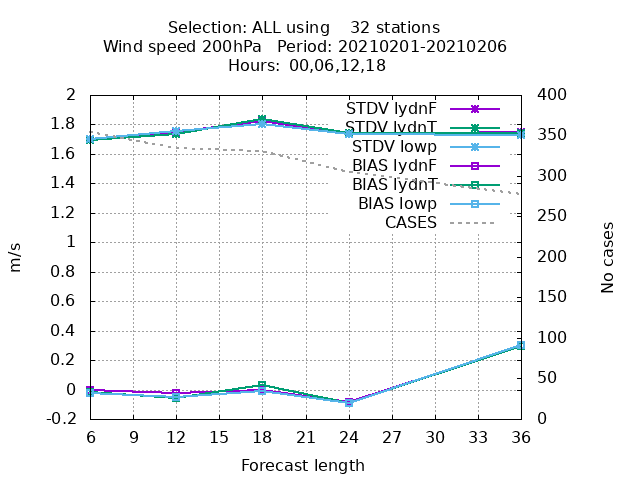 Selection: ALL using    32 stations
Wind speed 200hPa   Period: 20210201-20210206
Hours: 00,06,12,18
2
1.8
1.6
1.4
1.2
1
0.8
0.6
0.4
0.2
0
-0.2
m/s
400
350
300
250
200
150
100
50
0
No cases
STDV lydnF
STDV lydnT
STDV lowp
BIAS lydnF
BIAS lydnT
BIAS lowp
CASES
6 9 12 15 18 21 24 27 30 33 36
Forecast length